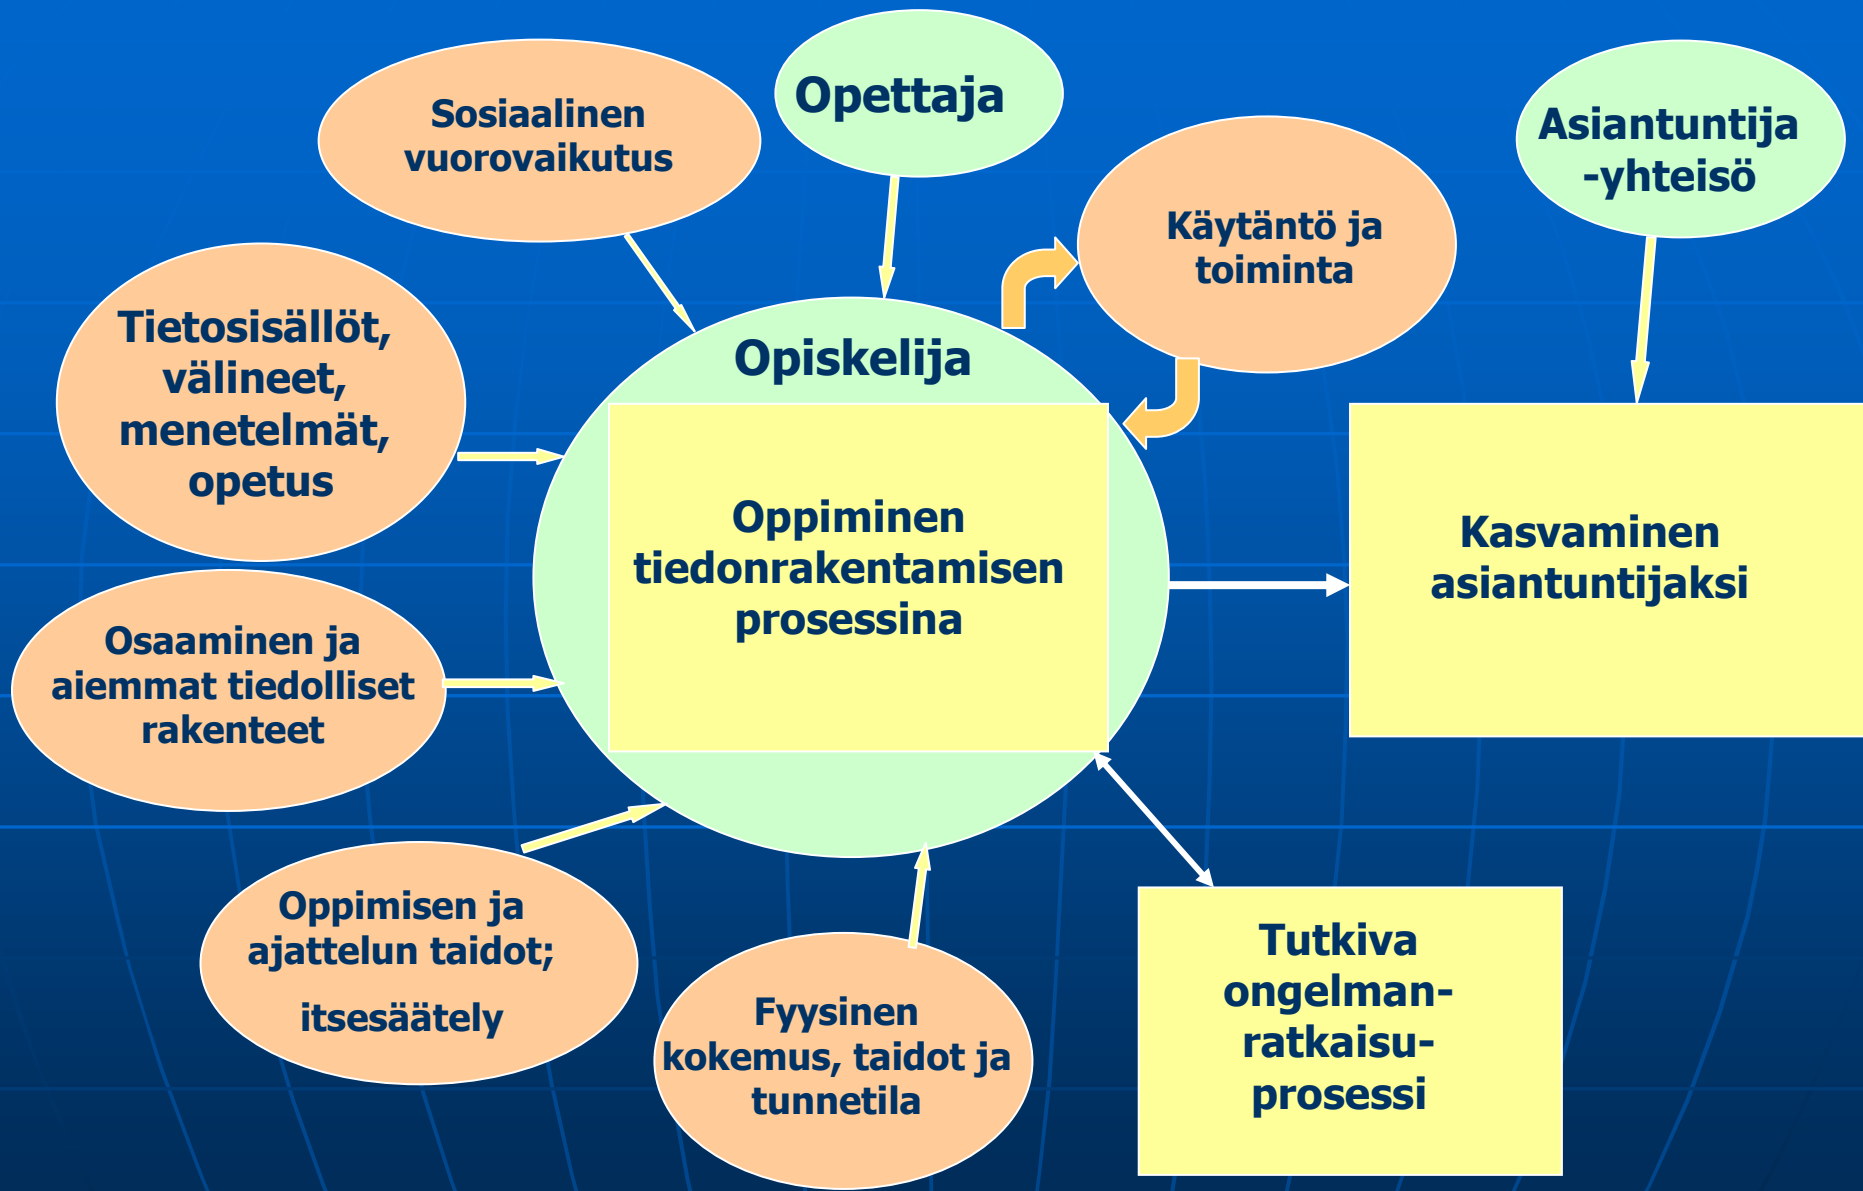 Sosiaalinen
vuorovaikutus
Opettaja
Asiantuntija
-yhteisö
Käytäntö ja
toiminta
Tietosisällöt,
välineet,
menetelmät,
opetus
Opiskelija
Oppiminen
tiedonrakentamisen
prosessina
Kasvaminen
asiantuntijaksi
Osaaminen ja
aiemmat tiedolliset
rakenteet
Oppimisen ja
ajattelun taidot;
itsesäätely
Fyysinen
kokemus, taidot ja
tunnetila
Tutkiva
ongelman-
ratkaisu-
prosessi